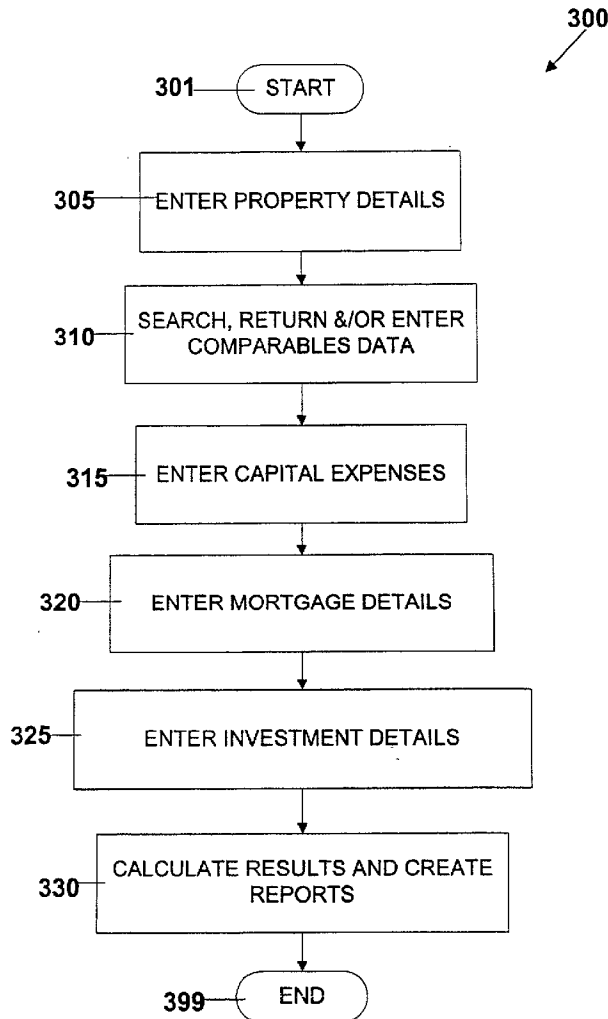 300
301 START
305 ENTER PROPERTY DETAILS
310 SEARCH, RETURN &/OR ENTER
COMPARABLES DATA
315 ENTER CAPITAL EXPENSES
320 ENTER MORTGAGE DETAILS
325 ENTER INVESTMENT DETAILS
330 CALCULATE RESULTS AND CREATE
REPORTS
399 END